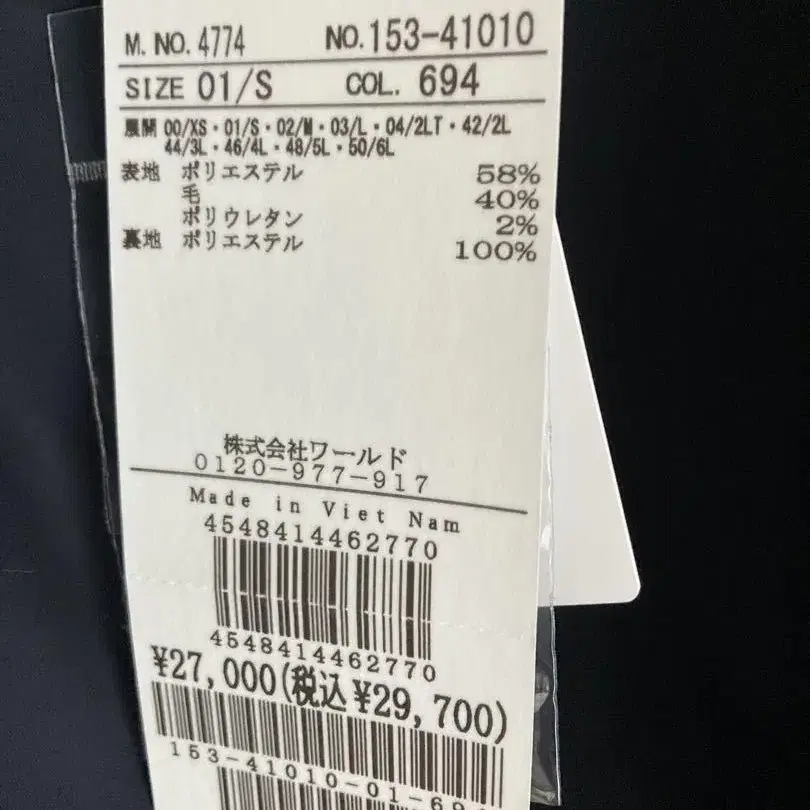 M. NO. 4774 NO. 153-41010
SIZE 01/S COL. 694
展開 00/XS・01/S・02/M・03/L・04/2LT・42/2L
44/3L・46/4L・48/5L・50/6L
表地 ポリエステル 58%
毛 40%
ポリウレタン 2%
裏地 ポリエステル 100%
株式会社ワールド
0120-977-917
Made in Viet Nam
4548414462770
4548414462770
¥27,000(税込¥29,700)
153-41010-01-69